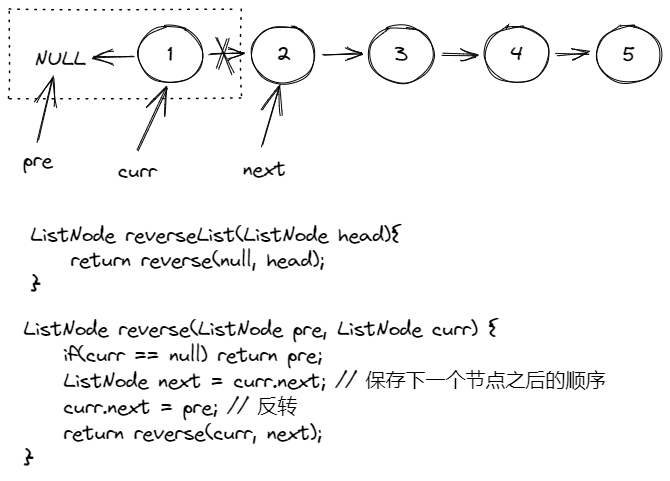 NULL 1 2 3 4 5
pre curr next
ListNode reverseList(ListNode head){
return reverse(null, head);
}
ListNode reverse(ListNode pre, ListNode curr) {
if(curr == null) return pre;
ListNode next = curr.next; // 保存下一个节点之后的顺序
curr.next = pre; // 反转
return reverse(curr, next);
}